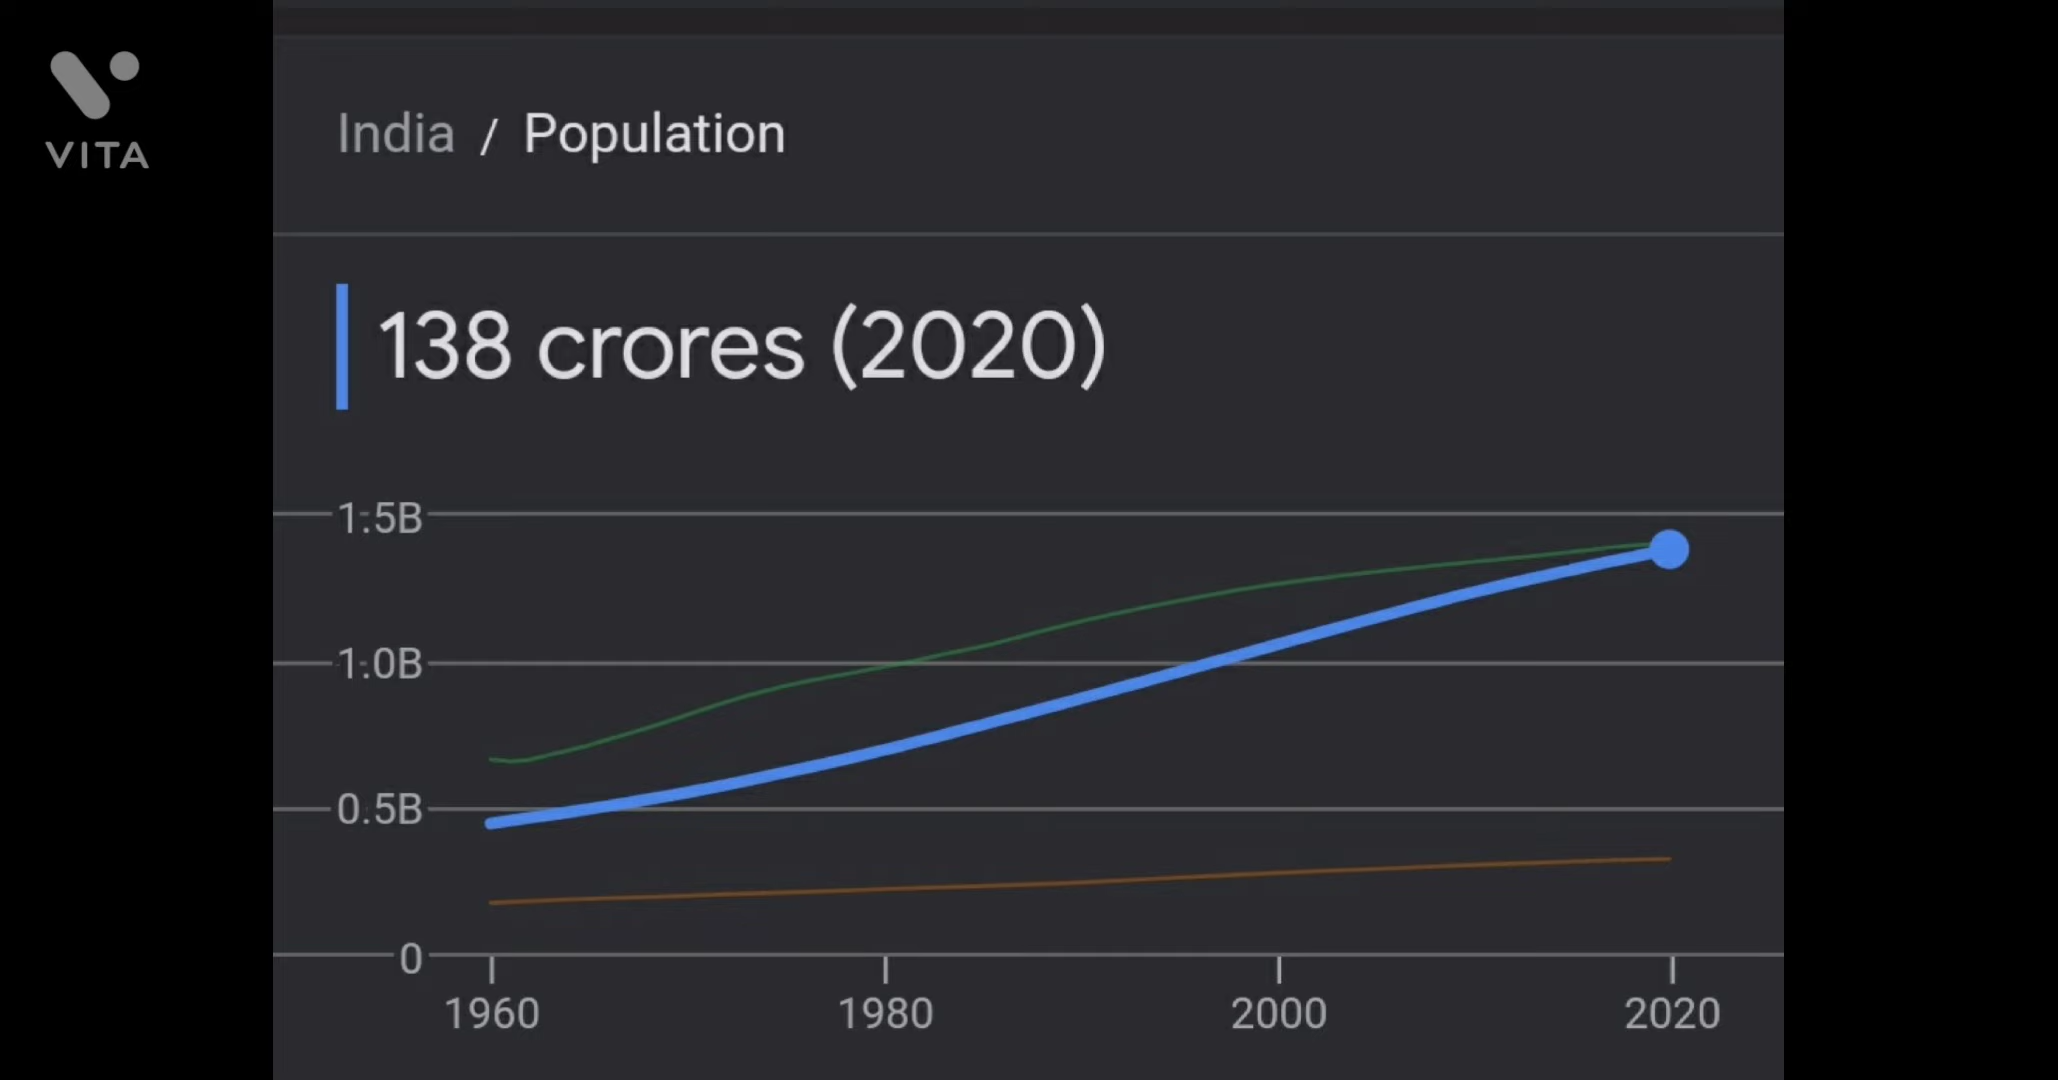 VITA
India / Population
138 crores (2020)
1.5B
1.0B
0.5B
0
1960 1980 2000 2020